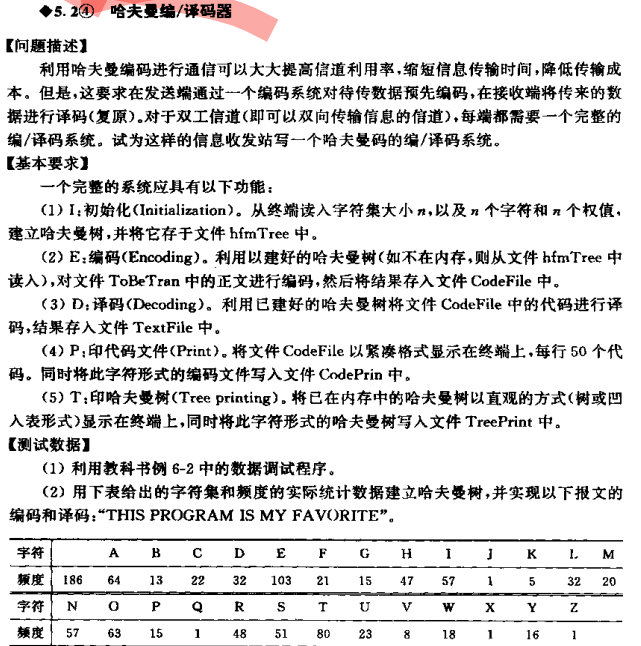 ◆5.2④ 哈夫曼编/译码器
【问题描述】
利用哈夫曼编码进行通信可以大大提高信道利用率,缩短信息传输时间,降低传输成
本。但是,这要求在发送端通过一个编码系统对待传数据预先编码,在接收端将传来的数
据进行译码(复原)。对于双工信道(即可以双向传输信息的信道),每端都需要一个完整的
编/译码系统。试为这样的信息收发站写一个哈夫曼码的编/译码系统。
【基本要求】
一个完整的系统应具有以下功能:
(1) I:初始化(Initialization)。从终端读入字符集大小 n,以及 n 个字符和 n 个权值,
建立哈夫曼树,并将它存于文件 hfmTree 中。
(2) E:编码(Encoding)。利用以建好的哈夫曼树(如不在内存,则从文件 hfmTree 中
读入),对文件 ToBeTran 中的正文进行编码,然后将结果存入文件 CodeFile 中。
(3) D:译码(Decoding)。利用已建好的哈夫曼树将文件 CodeFile 中的代码进行译
码,结果存入文件 TextFile 中。
(4) P:印代码文件(Print)。将文件 CodeFile 以紧凑格式显示在终端上,每行 50 个代
码。同时将此字符形式的编码文件写入文件 CodePrin 中。
(5) T:印哈夫曼树(Tree printing)。将已在内存中的哈夫曼树以直观的方式(树或凹
入表形式)显示在终端上,同时将此字符形式的哈夫曼树写入文件 TreePrint 中。
【测试数据】
(1) 利用教科书例 6-2 中的数据调试程序。
(2) 用下表给出的字符集和频度的实际统计数据建立哈夫曼树,并实现以下报文的
编码和译码:“THIS PROGRAM IS MY FAVORITE”。
字符 A B C D E F G H I J K L M
频度 186 64 13 22 32 103 21 15 47 57 1 5 32 20
字符 N O P Q R S T U V W X Y Z
频度 57 63 15 1 48 51 80 23 8 18 1 16 1